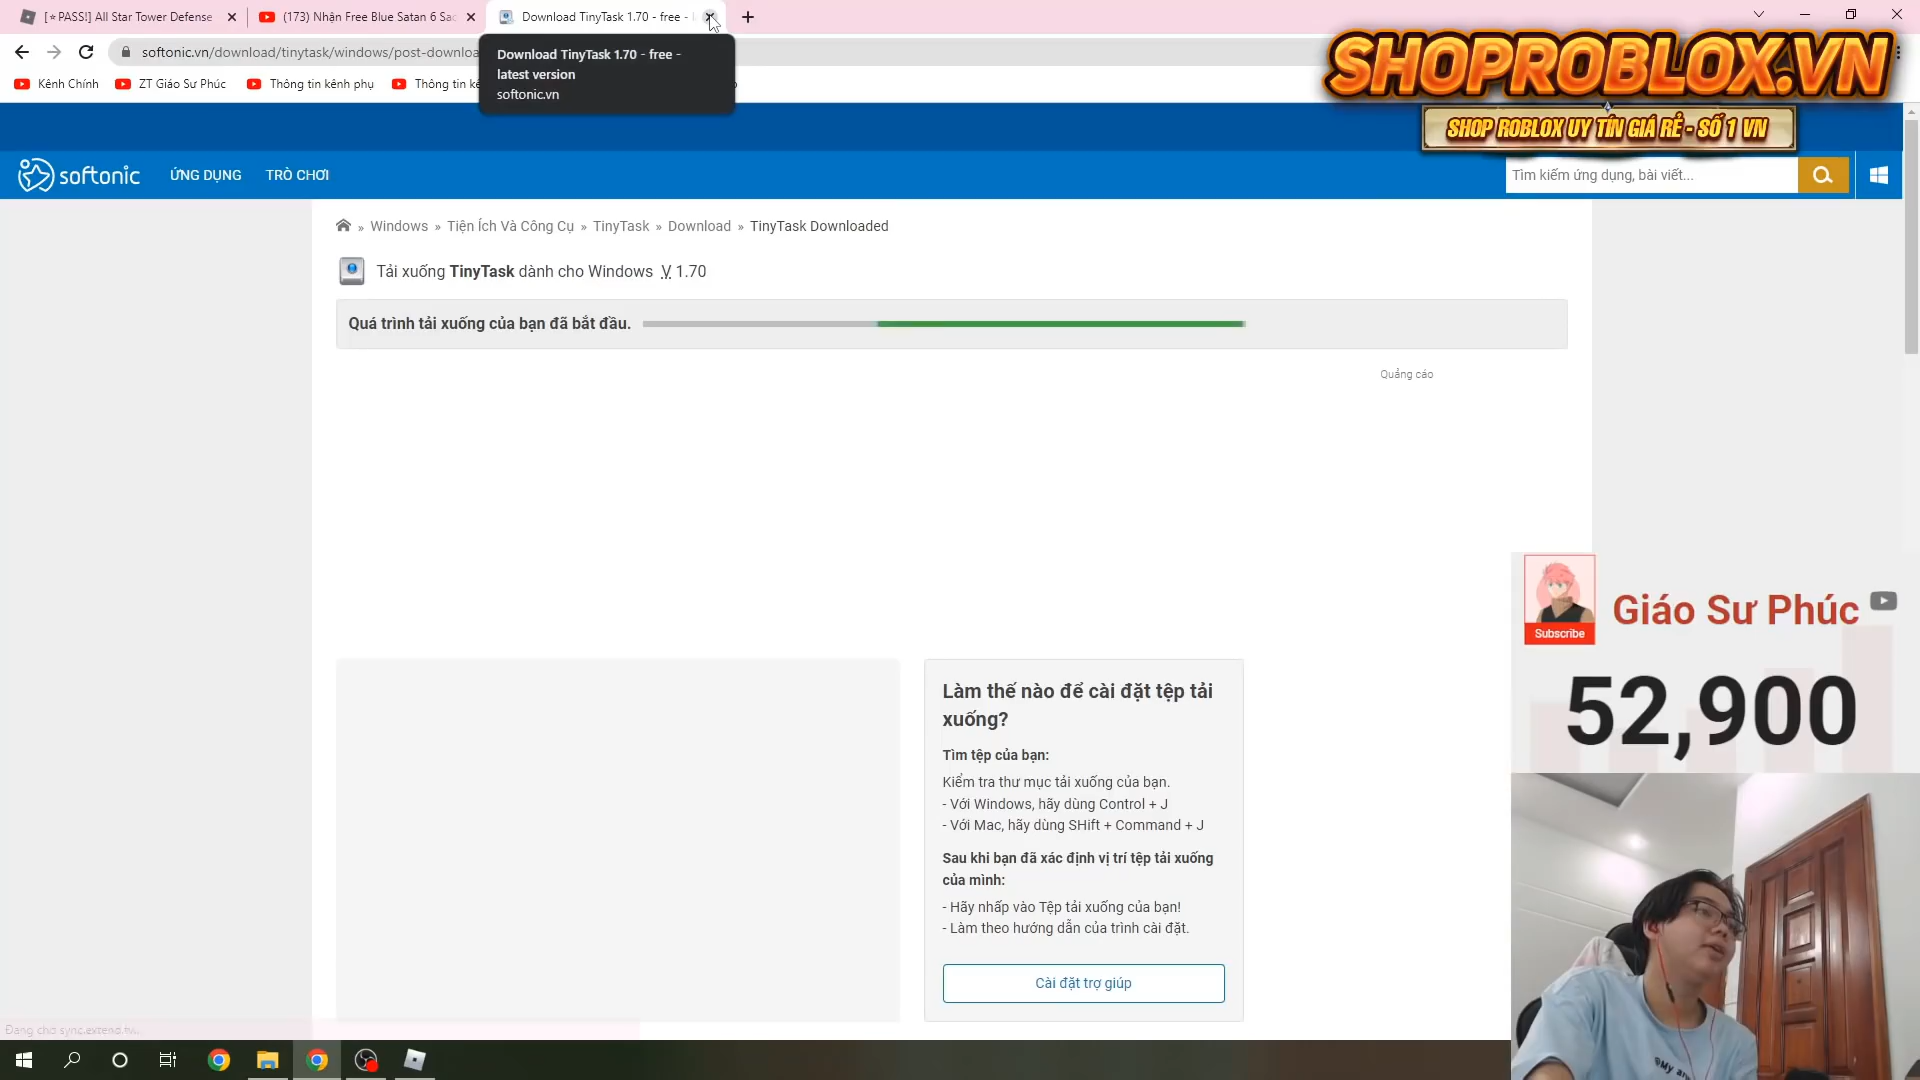 [⭐PASS!] All Star Tower Defense
(173) Nhận Free Blue Satan 6 Sao
Download TinyTask 1.70 - free -
softonic.vn/download/tinytask/windows/post-downloa
Download TinyTask 1.70 - free -
latest version
softonic.vn
Kênh Chính
ZT Giáo Sư Phúc
Thông tin kênh phụ
Thông tin kê
SHOPROBLOX.VN
SHOP ROBLOX UY TÍN GIÁ RẺ - SỐ 1 VN
softonic
ỨNG DỤNG
TRÒ CHƠI
Tìm kiếm ứng dụng, bài viết...
» Windows » Tiện Ích Và Công Cụ » TinyTask » Download » TinyTask Downloaded
Tải xuống TinyTask dành cho Windows V 1.70
Quá trình tải xuống của bạn đã bắt đầu.
Quảng cáo
Làm thế nào để cài đặt tệp tải
xuống?
Tìm tệp của bạn:
Kiểm tra thư mục tải xuống của bạn.
- Với Windows, hãy dùng Control + J
- Với Mac, hãy dùng SHift + Command + J
Sau khi bạn đã xác định vị trí tệp tải xuống
của mình:
- Hãy nhấp vào Tệp tải xuống của bạn!
- Làm theo hướng dẫn của trình cài đặt.
Cài đặt trợ giúp
Subscribe
Giáo Sư Phúc
52,900
Đang chờ sync.extend.tv...